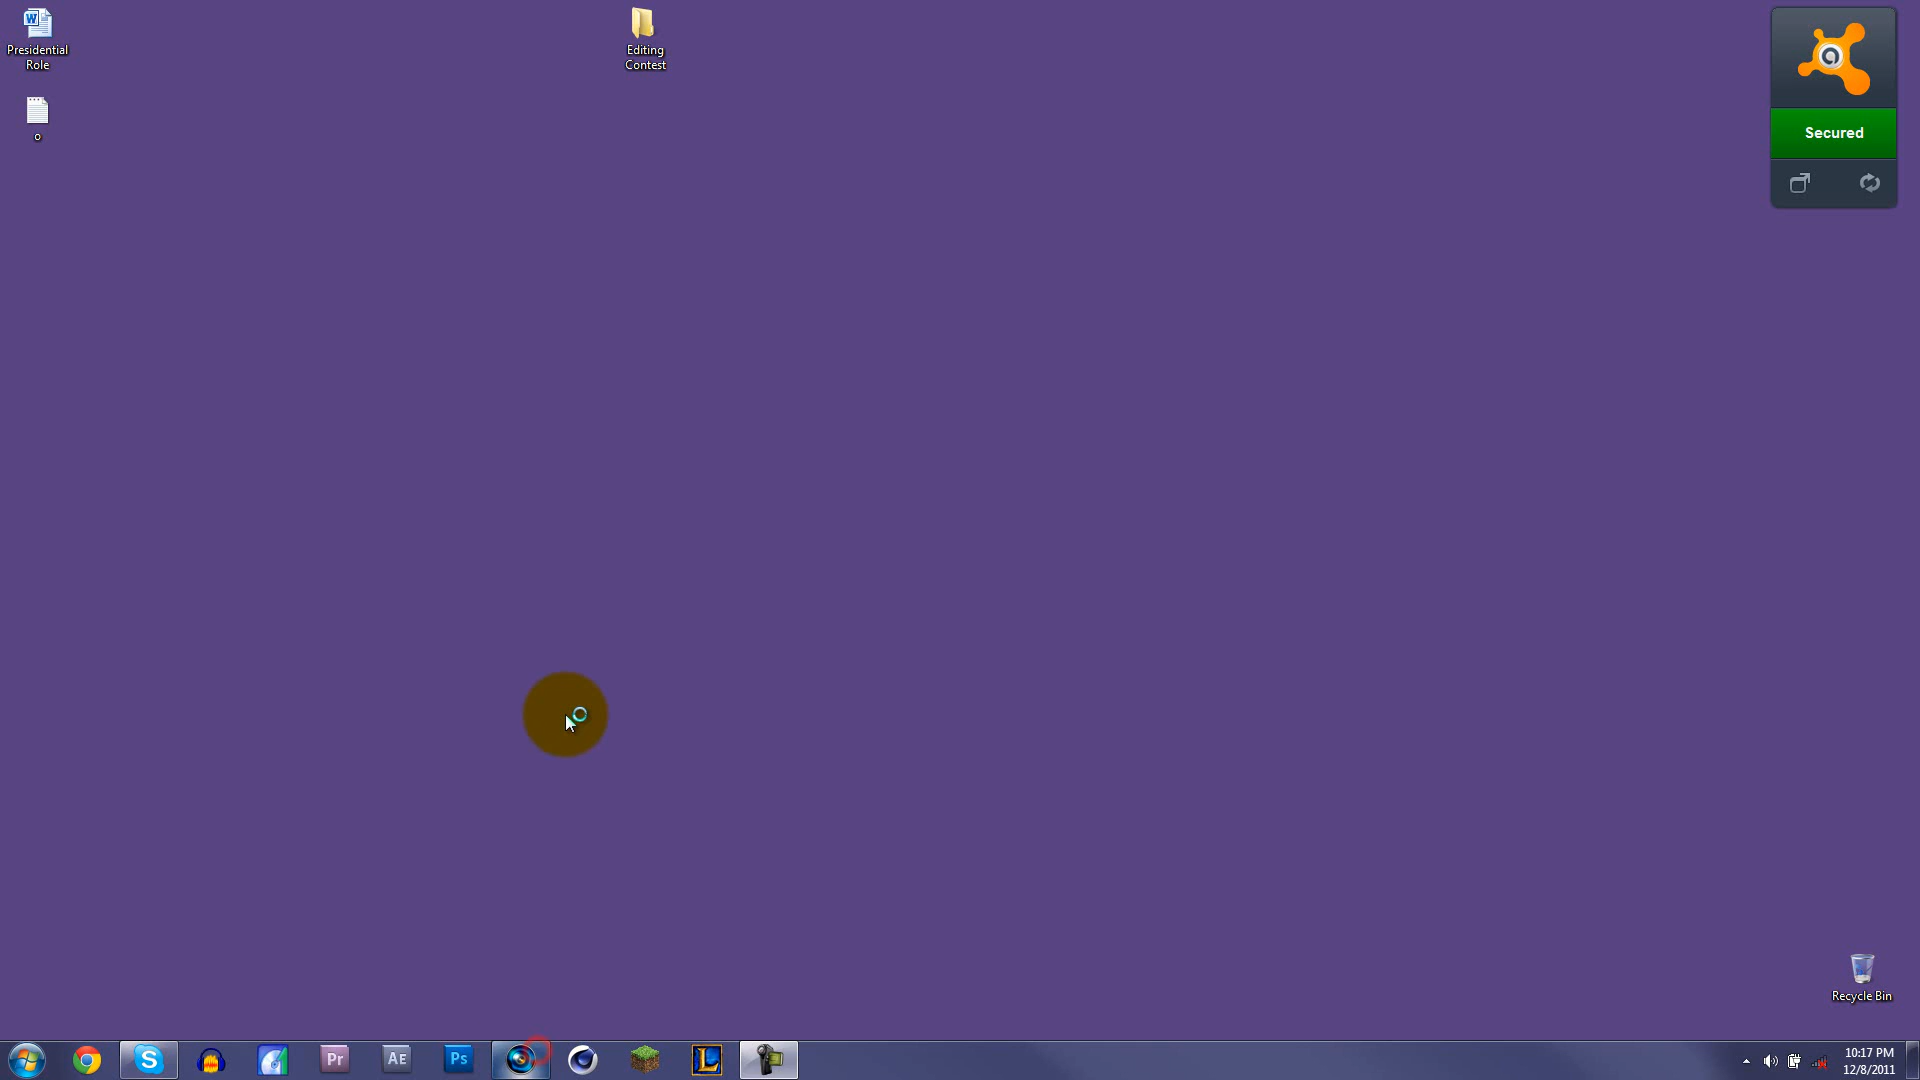 Presidential
Role
o
Editing
Contest
Secured
Recycle Bin
Pr
AE
Ps
10:17 PM
12/8/2011